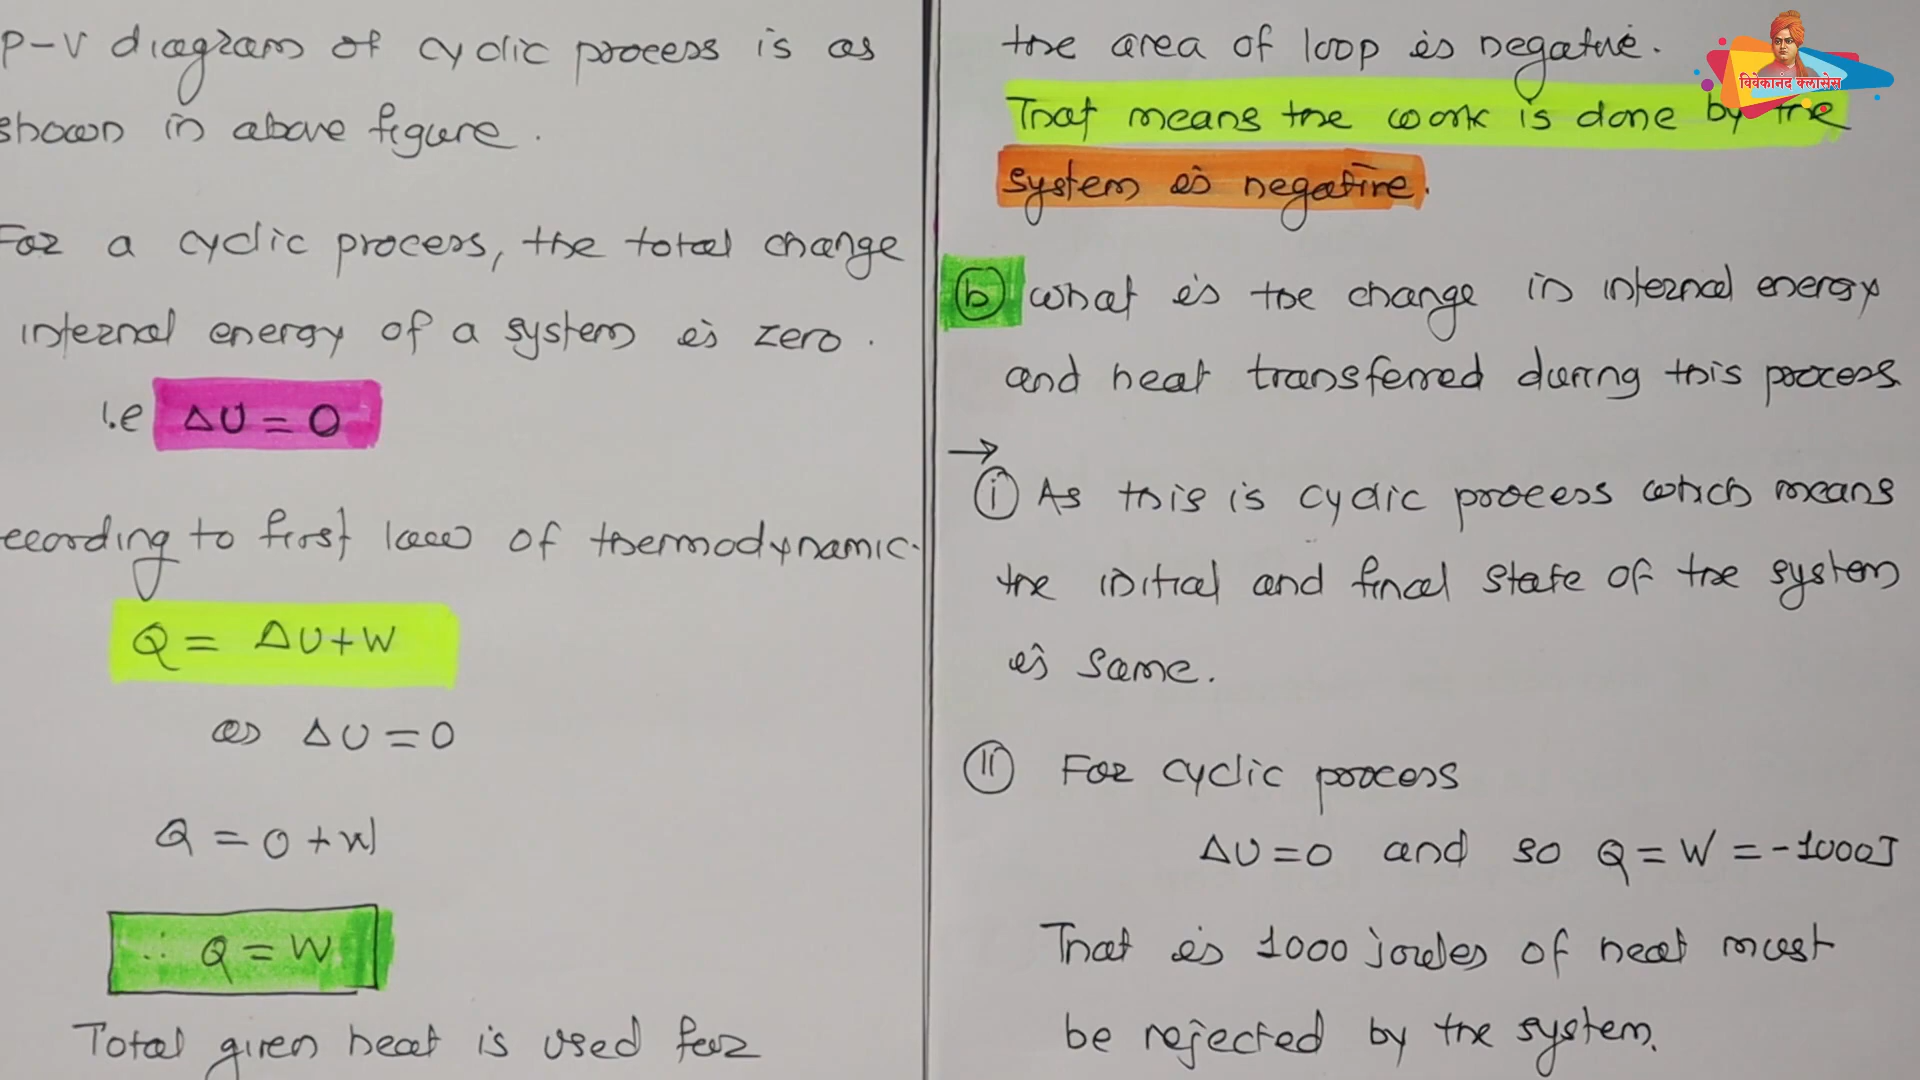 P-V diagram of cyclic process is as
shown in above figure.
For a cyclic process, the total change
internal energy of a system is zero.
i.e ΔU = 0
ccording to first law of thermodynamic.
Q = ΔU+W
as ΔU = 0
Q = 0 + W
∴ Q = W
Total given heat is used for
the area of loop is negative.
That means the work is done by the
system is negative.
(b) what is the change in internal energy
and heat transferred during this process
→
(i) As this is cyclic process which means
the initial and final state of the system
is same.
(ii) For cyclic process
ΔU = 0 and so Q = W = -1000J
That is 1000 joules of heat must
be rejected by the system.
विवेकानंद क्लासेस